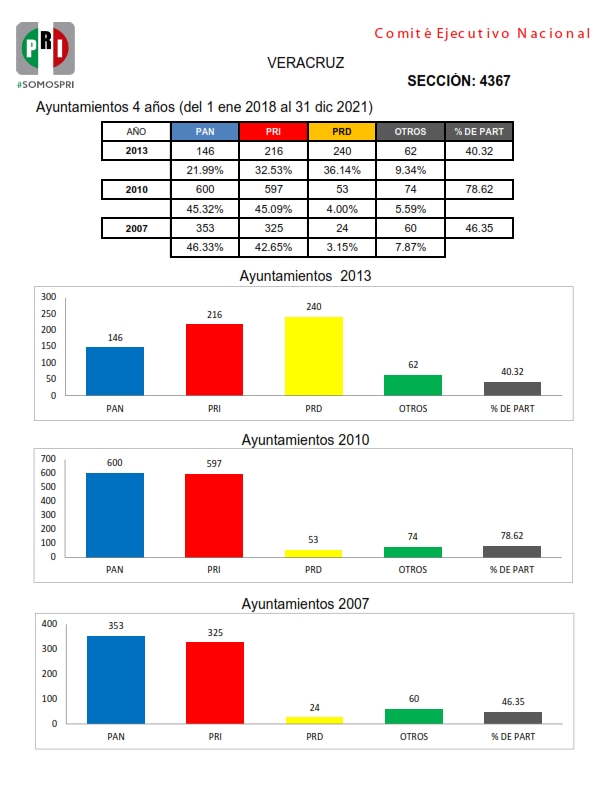 Comité Ejecutivo Nacional
PRI
#SOMOSPRI
VERACRUZ
SECCIÓN: 4367
Ayuntamientos 4 años (del 1 ene 2018 al 31 dic 2021)
AÑO PAN PRI PRD OTROS % DE PART
2013 146 216 240 62 40.32
21.99% 32.53% 36.14% 9.34%
2010 600 597 53 74 78.62
45.32% 45.09% 4.00% 5.59%
2007 353 325 24 60 46.35
46.33% 42.65% 3.15% 7.87%
Ayuntamientos 2013
300
250
200
150
100
50
0
146
216
240
62
40.32
PAN PRI PRD OTROS % DE PART
Ayuntamientos 2010
700
600
500
400
300
200
100
0
600
597
53
74
78.62
PAN PRI PRD OTROS % DE PART
Ayuntamientos 2007
400
300
200
100
0
353
325
24
60
46.35
PAN PRI PRD OTROS % DE PART